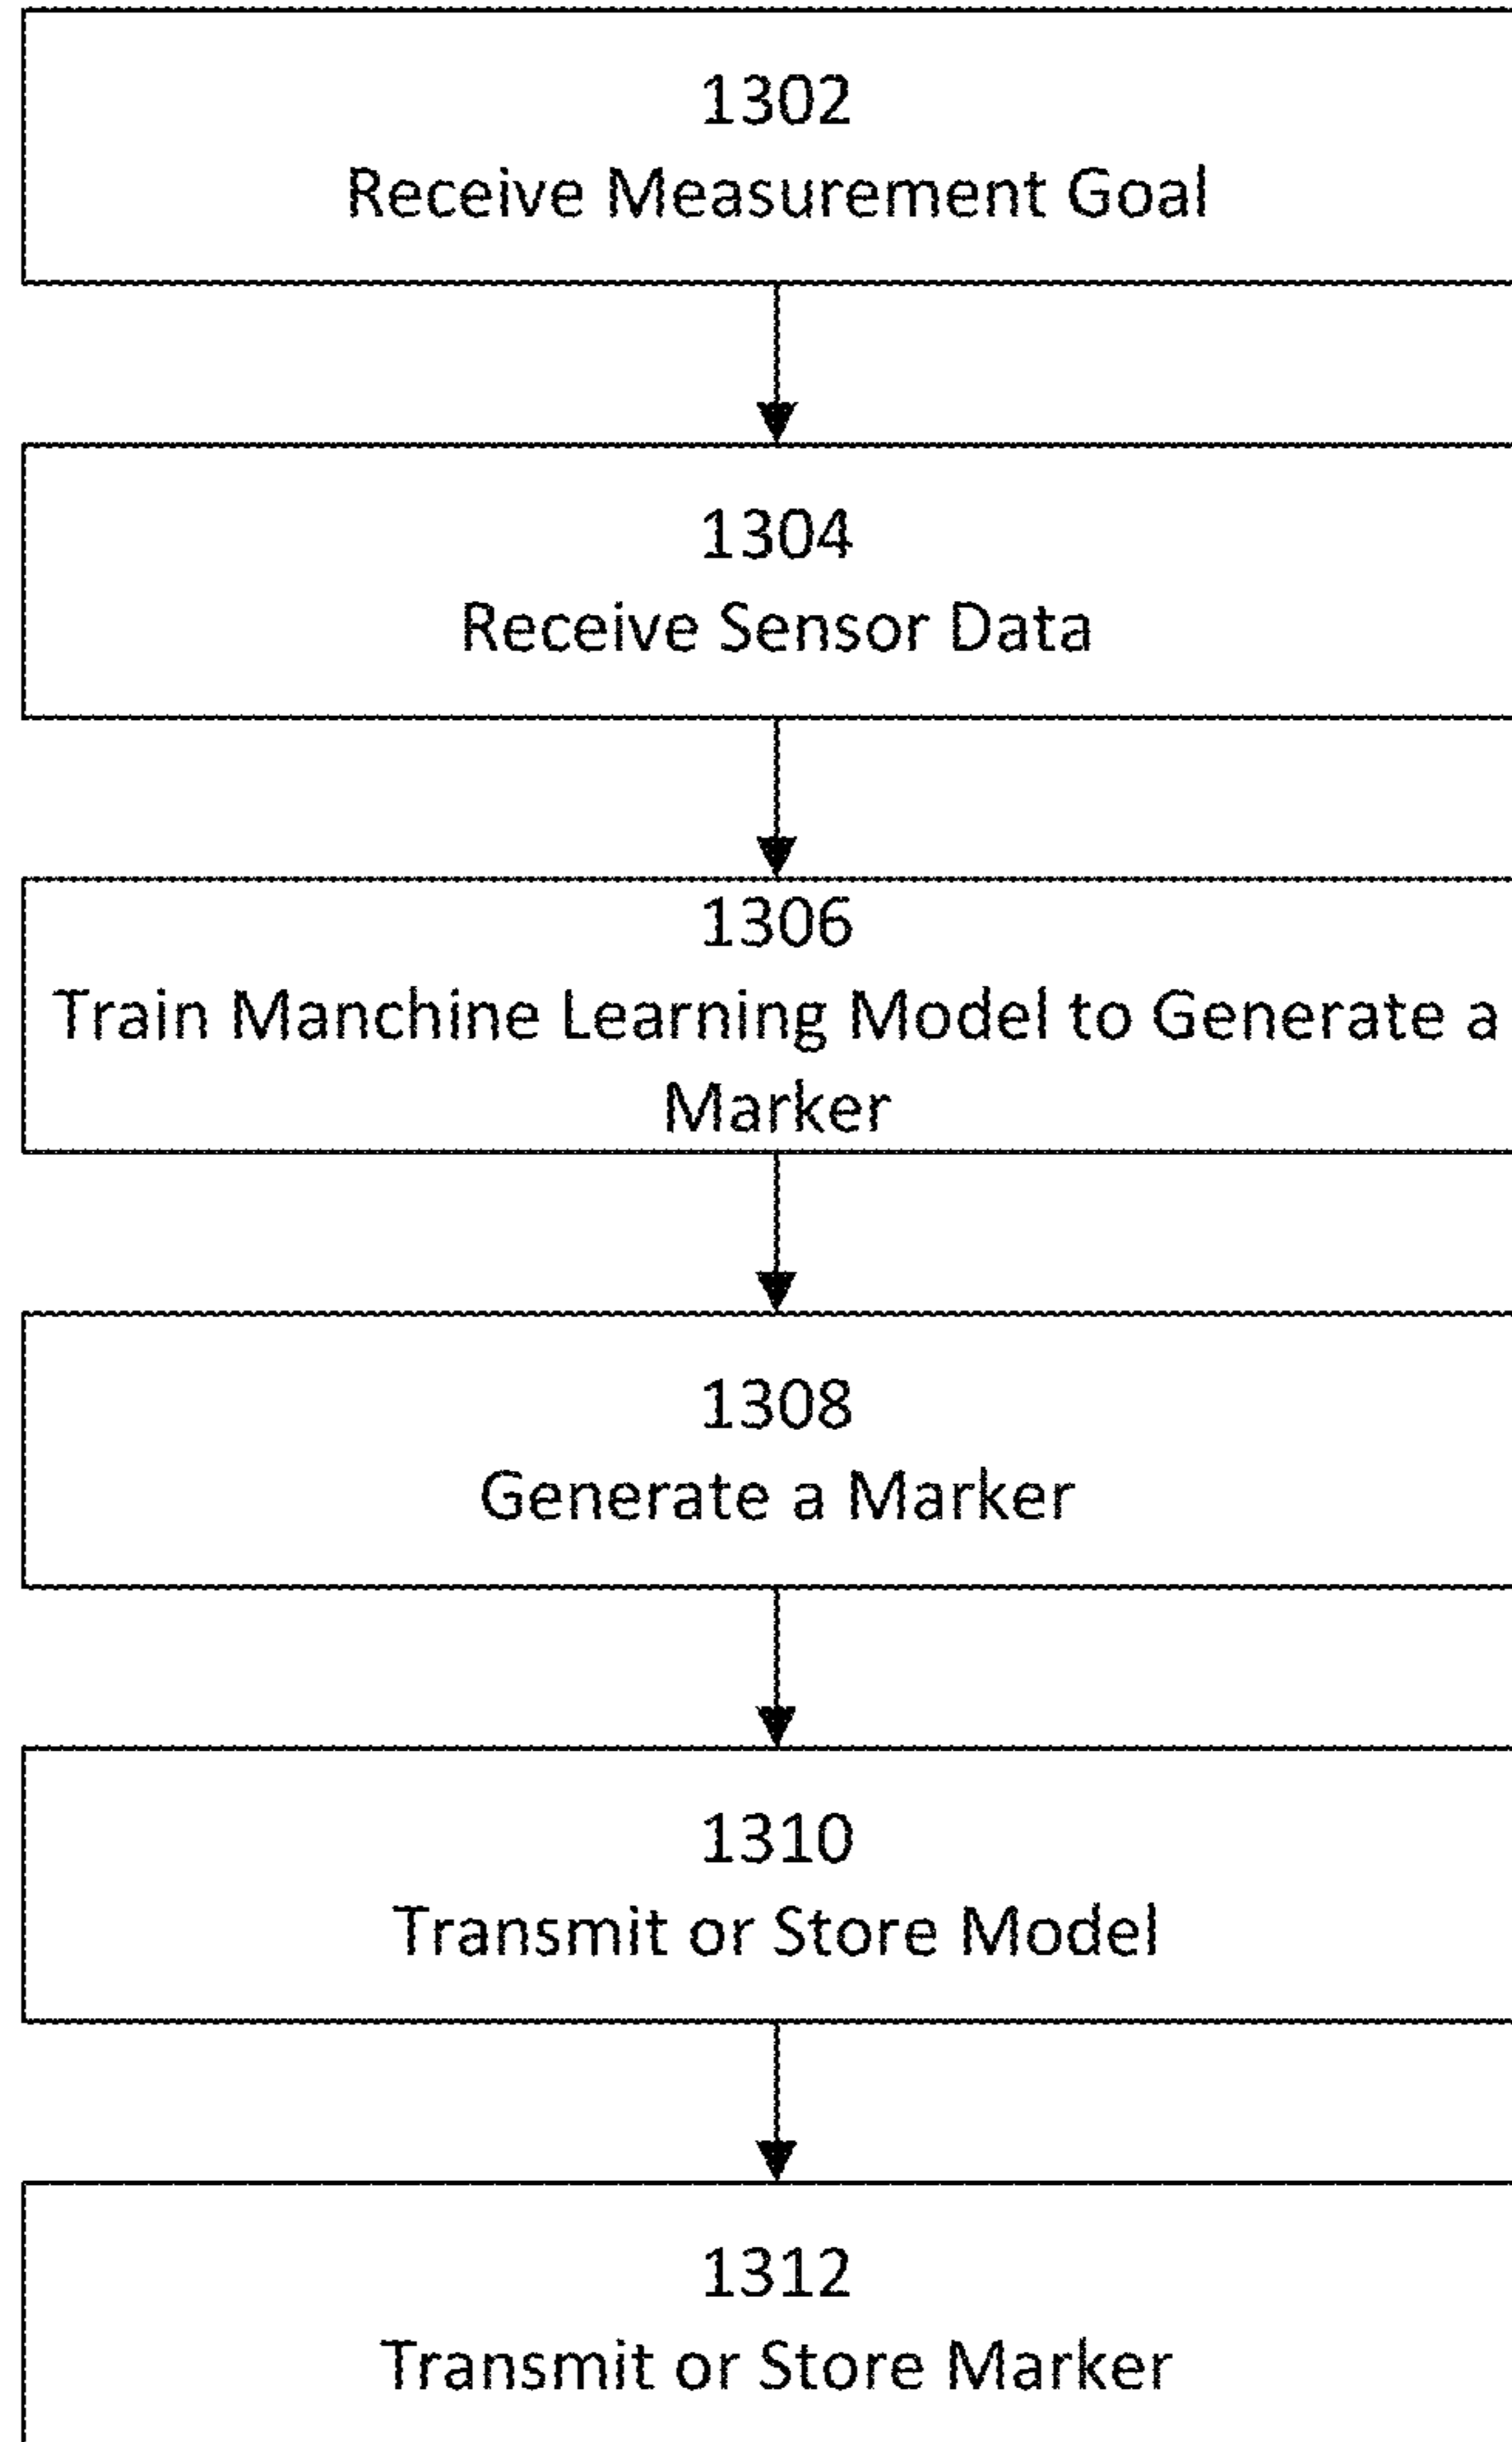 1302
Receive Measurement Goal
1304
Receive Sensor Data
1306
Train Manchine Learning Model to Generate a
Marker
1308
Generate a Marker
1310
Transmit or Store Model
1312
Transmit or Store Marker